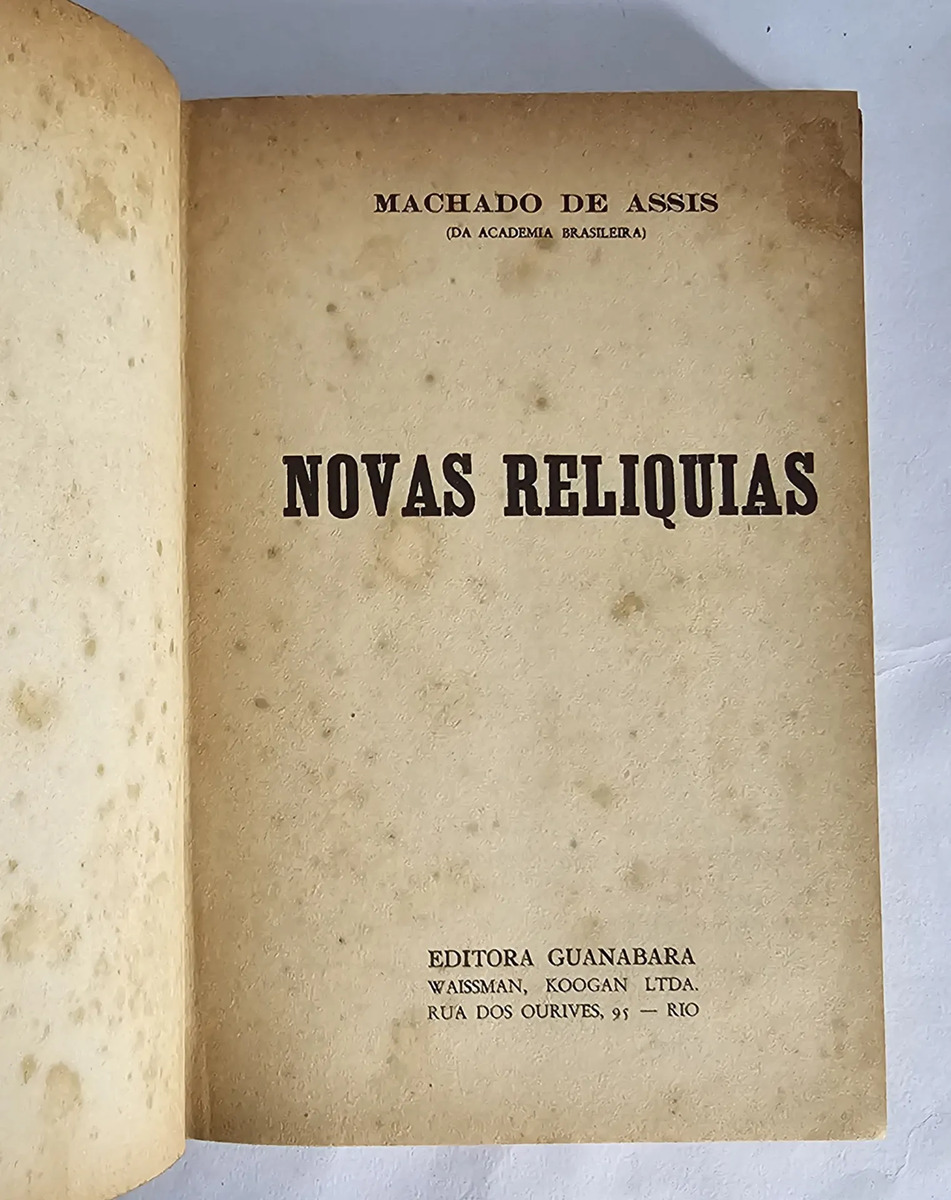 MACHADO DE ASSIS
(DA ACADEMIA BRASILEIRA)
NOVAS RELIQUIAS
EDITORA GUANABARA
WAISSMAN, KOOGAN LTDA.
RUA DOS OURIVES, 95 — RIO